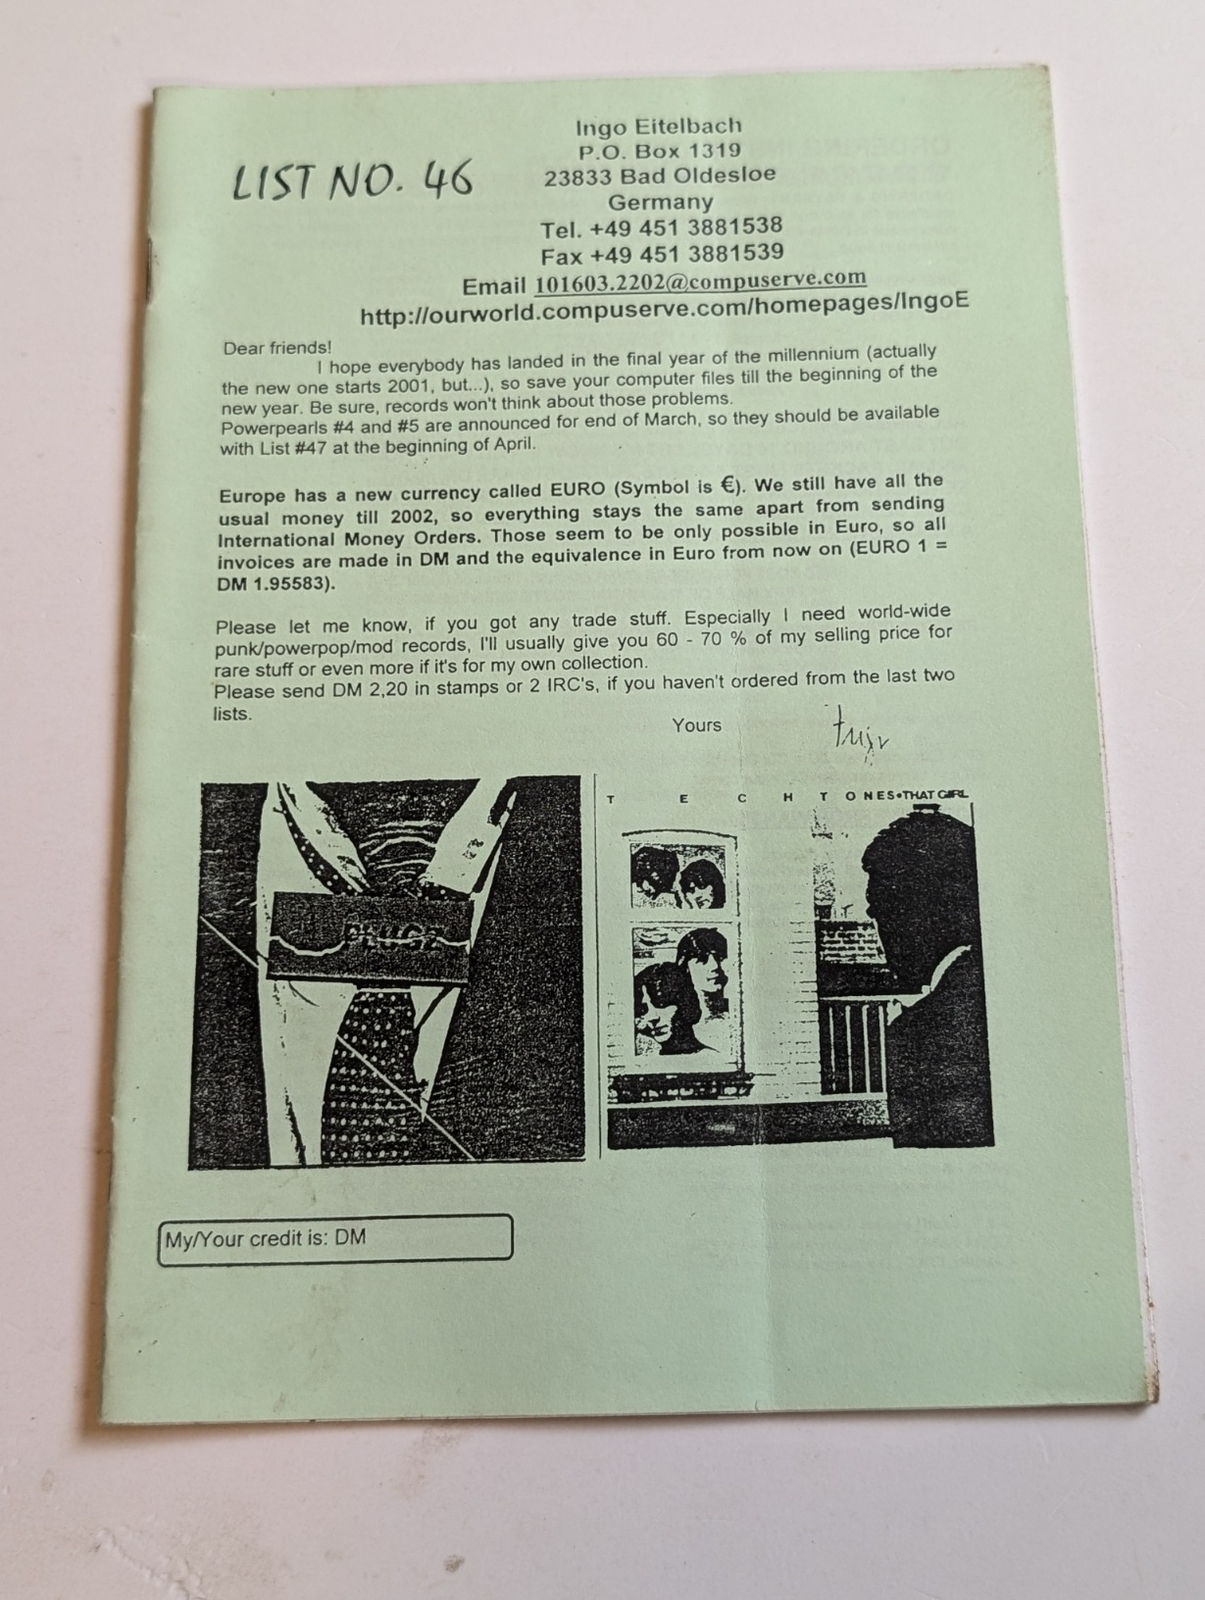 LIST NO. 46
Ingo Eitelbach
P.O. Box 1319
23833 Bad Oldesloe
Germany
Tel. +49 451 3881538
Fax +49 451 3881539
Email 101603.2202@compuserve.com
http://ourworld.compuserve.com/homepages/IngoE
Dear friends!
I hope everybody has landed in the final year of the millennium (actually
the new one starts 2001, but...), so save your computer files till the beginning of the
new year. Be sure, records won't think about those problems.
Powerpearls #4 and #5 are announced for end of March, so they should be available
with List #47 at the beginning of April.
Europe has a new currency called EURO (Symbol is €). We still have all the
usual money till 2002, so everything stays the same apart from sending
International Money Orders. Those seem to be only possible in Euro, so all
invoices are made in DM and the equivalence in Euro from now on (EURO 1 =
DM 1.95583).
Please let me know, if you got any trade stuff. Especially I need world-wide
punk/powerpop/mod records, I'll usually give you 60 - 70 % of my selling price for
rare stuff or even more if it's for my own collection.
Please send DM 2,20 in stamps or 2 IRC's, if you haven't ordered from the last two
lists.
Yours
TECHTONES•THAT GIRL
My/Your credit is: DM